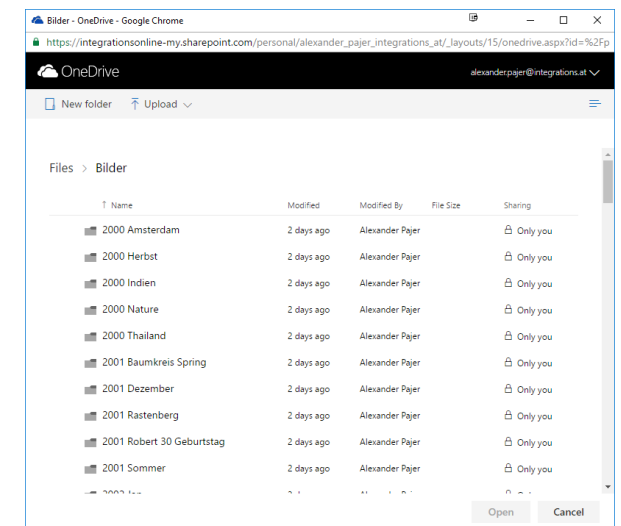 Bilder - OneDrive - Google Chrome
https://integrationsonline-my.sharepoint.com/personal/alexander_pajer_integrations_at/_layouts/15/onedrive.aspx?id=%2Fp
OneDrive alexander.pajer@integrations.at
New folder Upload
Files > Bilder
↑ Name Modified Modified By File Size Sharing
2000 Amsterdam 2 days ago Alexander Pajer Only you
2000 Herbst 2 days ago Alexander Pajer Only you
2000 Indien 2 days ago Alexander Pajer Only you
2000 Nature 2 days ago Alexander Pajer Only you
2000 Thailand 2 days ago Alexander Pajer Only you
2001 Baumkreis Spring 2 days ago Alexander Pajer Only you
2001 Dezember 2 days ago Alexander Pajer Only you
2001 Rastenberg 2 days ago Alexander Pajer Only you
2001 Robert 30 Geburtstag 2 days ago Alexander Pajer Only you
2001 Sommer 2 days ago Alexander Pajer Only you
Open Cancel